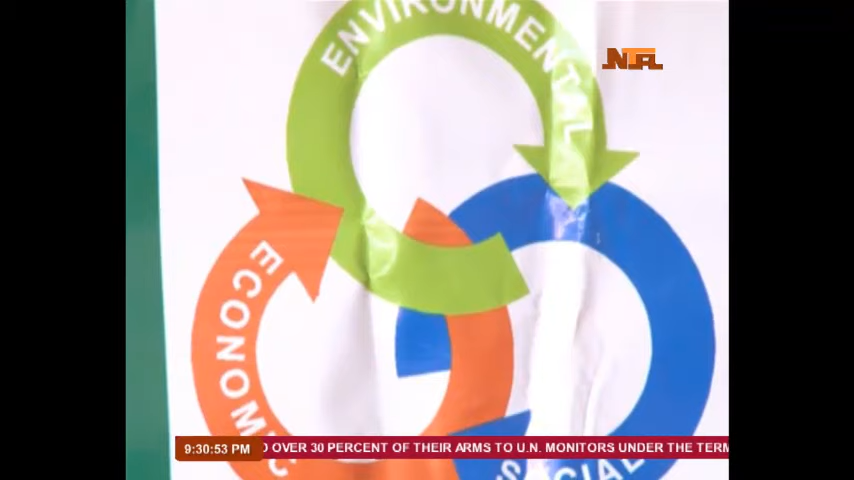 ENVIRONMENTAL
NTA
ECONOMIC
SOCIAL
9:30:53 PM
OVER 30 PERCENT OF THEIR ARMS TO U.N. MONITORS UNDER THE TERM